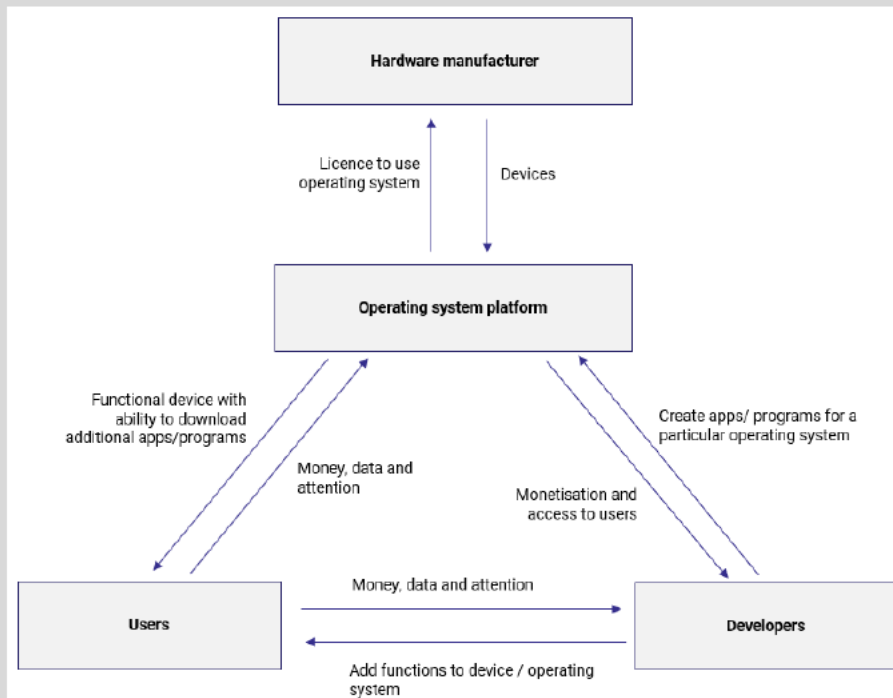 Hardware manufacturer
Licence to use
operating system
Devices
Operating system platform
Functional device with
ability to download
additional apps/programs
Money, data and
attention
Create apps/ programs for a
particular operating system
Monetisation and
access to users
Users
Money, data and attention
Add functions to device / operating
system
Developers